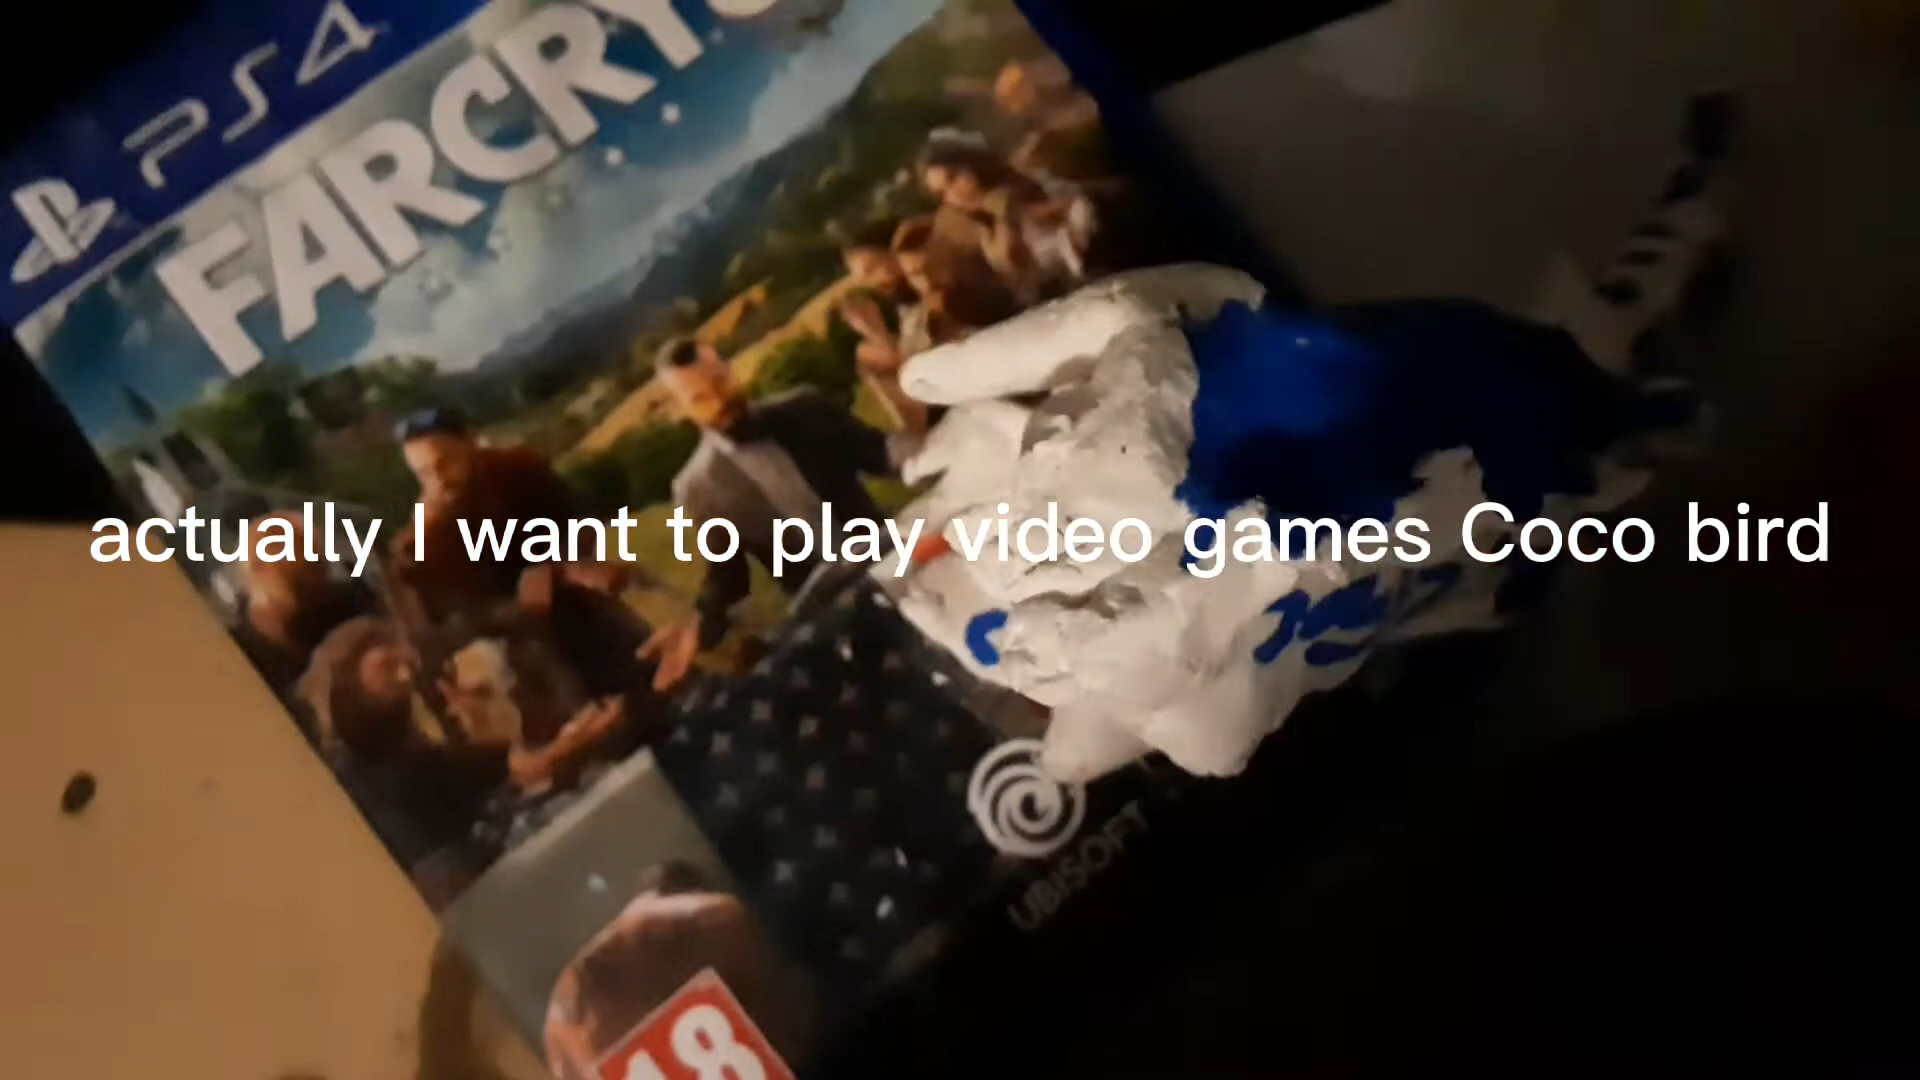 PS4
FARCRY
actually I want to play video games Coco bird
UBISOFT
18